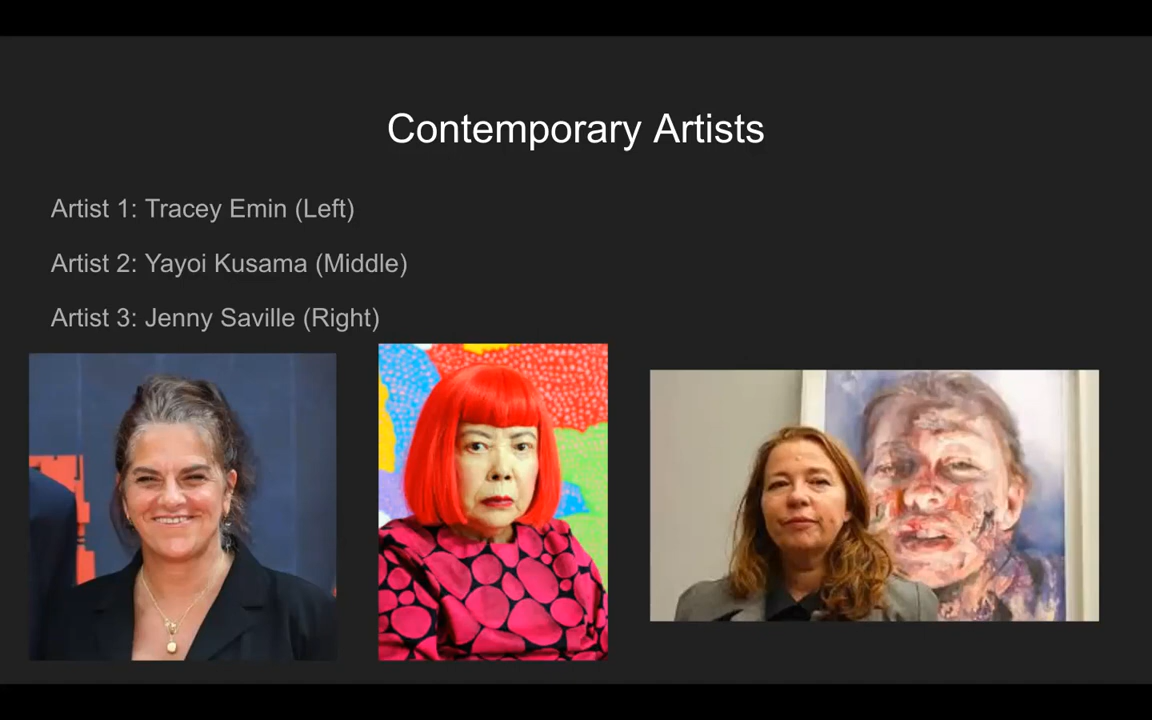 Contemporary Artists
Artist 1: Tracey Emin (Left)
Artist 2: Yayoi Kusama (Middle)
Artist 3: Jenny Saville (Right)